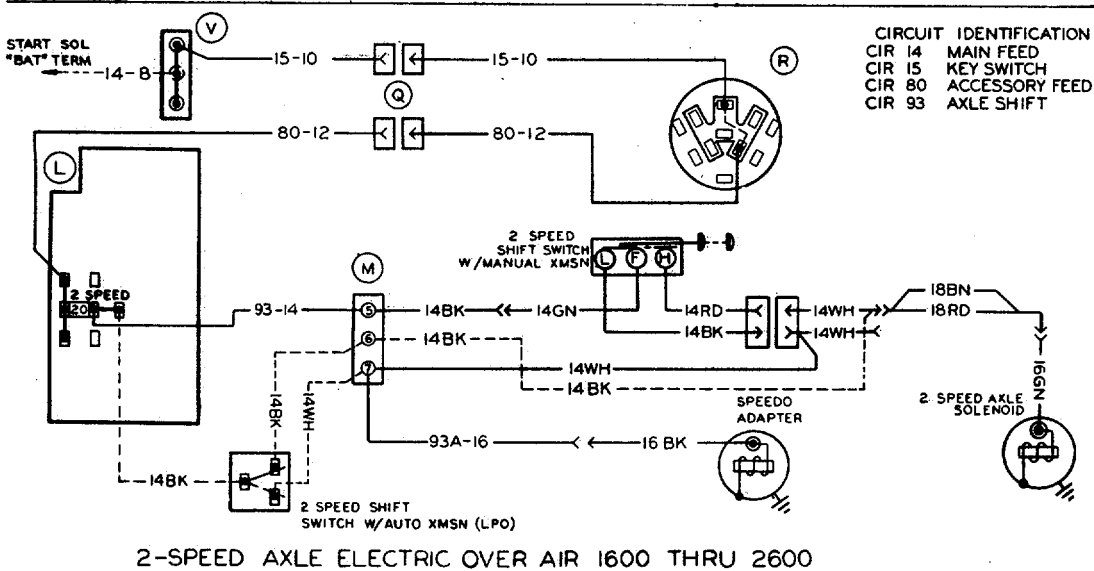 V
START SOL
"BAT" TERM
14-8
15-10
15-10
R
CIRCUIT IDENTIFICATION
CIR 14 MAIN FEED
CIR 15 KEY SWITCH
CIR 80 ACCESSORY FEED
CIR 93 AXLE SHIFT
Q
80-12
80-12
L
2 SPEED
SHIFT SWITCH
W/MANUAL XMSN
L F H
M
2 SPEED
20
93-14
5
14BK
14GN
14RD
14WH
18BN
18RD
6
14BK
14BK
14WH
7
14WH
14BK
14BK
14WH
16GN
SPEEDO
ADAPTER
2 SPEED AXLE
SOLENOID
93A-16
16BK
14BK
2 SPEED SHIFT
SWITCH W/AUTO XMSN (LPO)
2-SPEED AXLE ELECTRIC OVER AIR 1600 THRU 2600